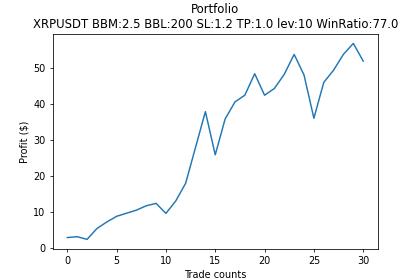 Portfolio
XRPUSDT BBM:2.5 BBL:200 SL:1.2 TP:1.0 lev:10 WinRatio:77.0
Profit ($)
50
40
30
20
10
0
0 5 10 15 20 25 30
Trade counts